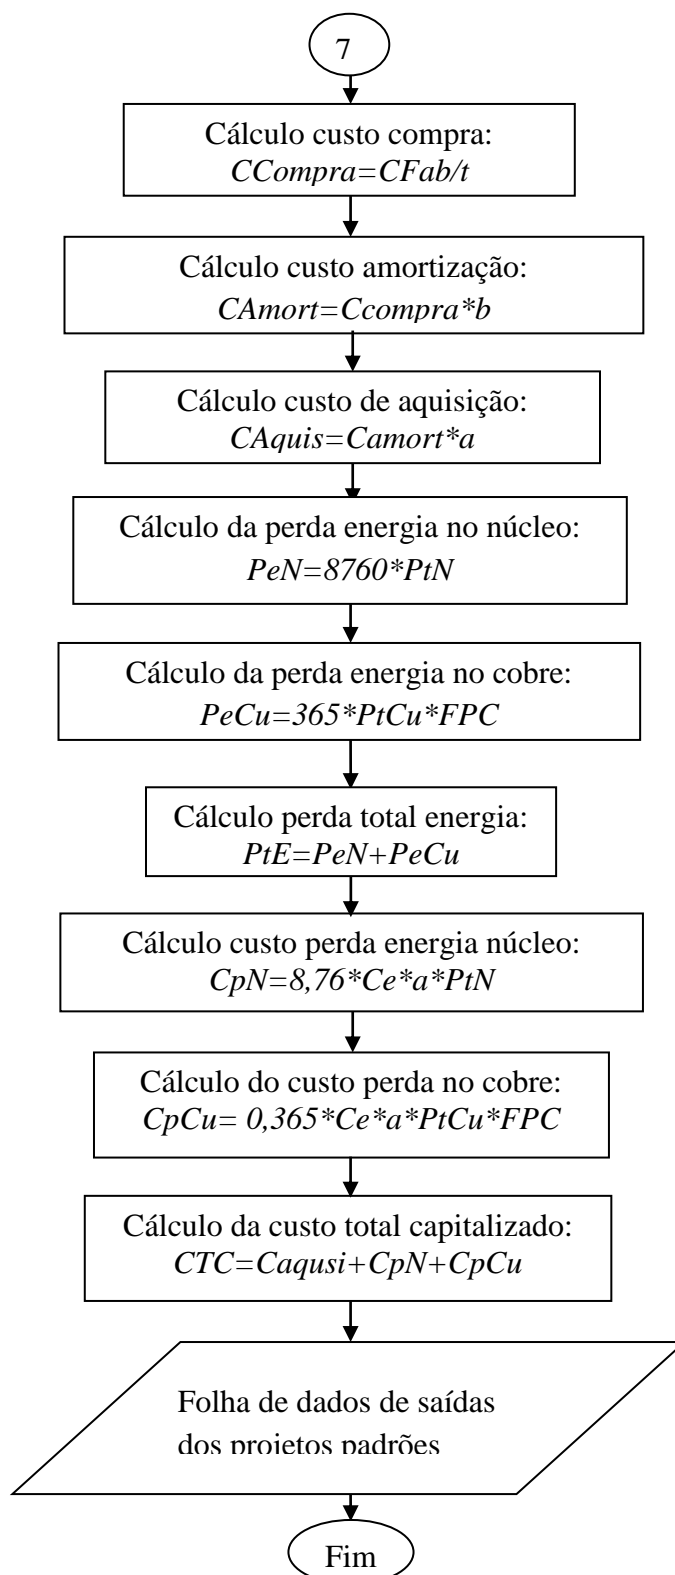 7
Cálculo custo compra:
CCompra=CFab/t
Cálculo custo amortização:
CAmort=Ccompra*b
Cálculo custo de aquisição:
CAquis=Camort*a
Cálculo da perda energia no núcleo:
PeN=8760*PtN
Cálculo da perda energia no cobre:
PeCu=365*PtCu*FPC
Cálculo perda total energia:
PtE=PeN+PeCu
Cálculo custo perda energia núcleo:
CpN=8,76*Ce*a*PtN
Cálculo do custo perda no cobre:
CpCu= 0,365*Ce*a*PtCu*FPC
Cálculo da custo total capitalizado:
CTC=Caqusi+CpN+CpCu
Folha de dados de saídas
dos projetos padrões
Fim